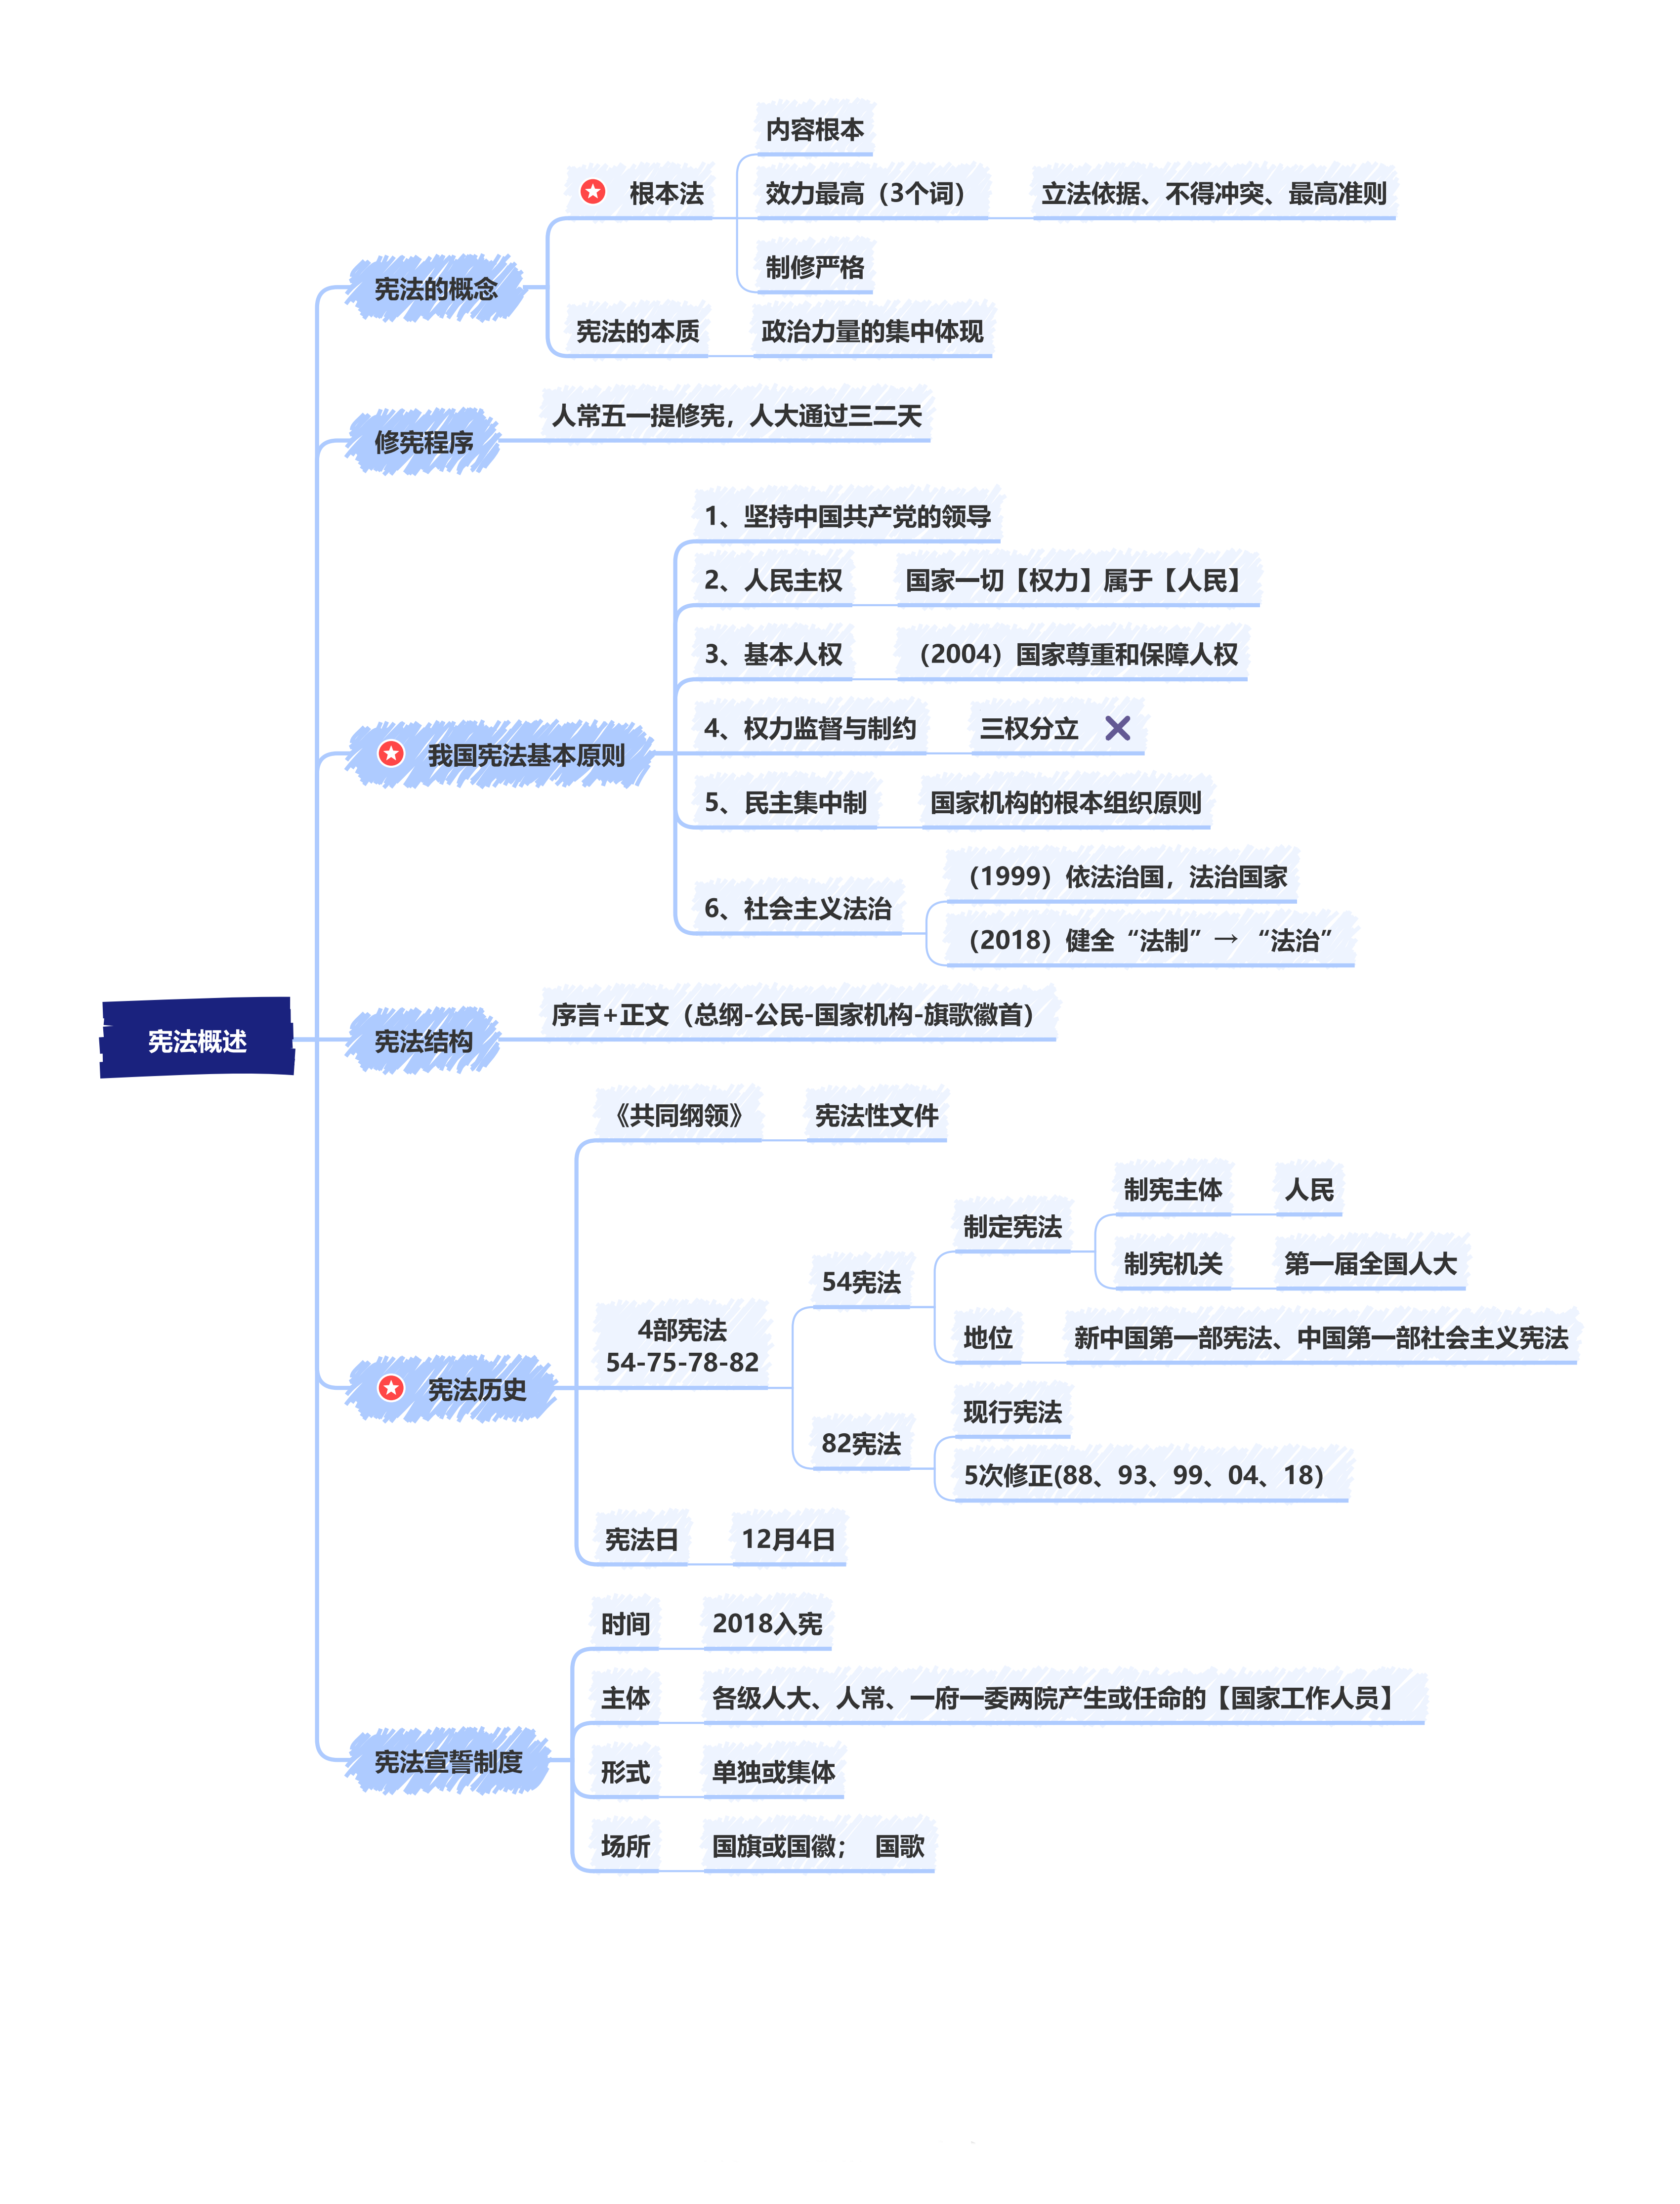 宪法概述
宪法的概念
根本法
内容根本
效力最高（3个词）
立法依据、不得冲突、最高准则
制修严格
宪法的本质
政治力量的集中体现
修宪程序
人常五一提修宪，人大通过三二天
我国宪法基本原则
1、坚持中国共产党的领导
2、人民主权
国家一切【权力】属于【人民】
3、基本人权
（2004）国家尊重和保障人权
4、权力监督与制约
三权分立
5、民主集中制
国家机构的根本组织原则
6、社会主义法治
（1999）依法治国，法治国家
（2018）健全“法制”→ “法治”
宪法结构
序言+正文（总纲-公民-国家机构-旗歌徽首）
宪法历史
《共同纲领》
宪法性文件
4部宪法
54-75-78-82
54宪法
制定宪法
制宪主体
人民
制宪机关
第一届全国人大
地位
新中国第一部宪法、中国第一部社会主义宪法
82宪法
现行宪法
5次修正(88、93、99、04、18）
宪法日
12月4日
宪法宣誓制度
时间
2018入宪
主体
各级人大、人常、一府一委两院产生或任命的【国家工作人员】
形式
单独或集体
场所
国旗或国徽； 国歌